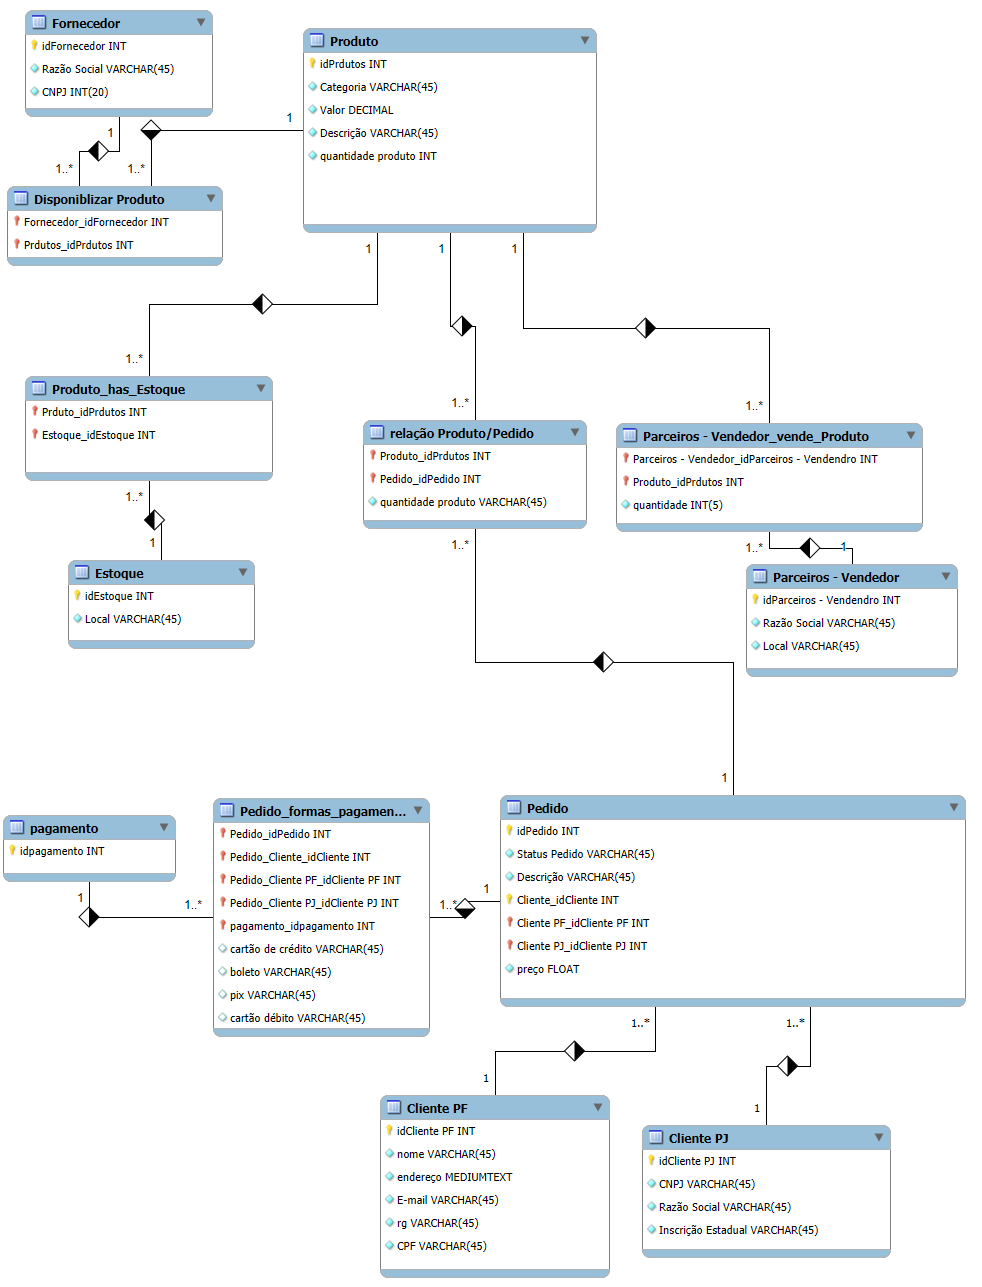 Fornecedor
idFornecedor INT
Razão Social VARCHAR(45)
CNPJ INT(20)
1
1..*
Produto
idPrdutos INT
Categoria VARCHAR(45)
Valor DECIMAL
Descrição VARCHAR(45)
quantidade produto INT
1
1..*
Disponiblizar Produto
Fornecedor_idFornecedor INT
Prdutos_idPrdutos INT
1
1
1
1..*
1..*
1..*
Produto_has_Estoque
Prduto_idPrdutos INT
Estoque_idEstoque INT
1..*
1
relação Produto/Pedido
Produto_idPrdutos INT
Pedido_idPedido INT
quantidade produto VARCHAR(45)
1..*
Parceiros - Vendedor_vende_Produto
Parceiros - Vendedor_idParceiros - Vendendro INT
Produto_idPrdutos INT
quantidade INT(5)
1..*
1
Estoque
idEstoque INT
Local VARCHAR(45)
Parceiros - Vendedor
idParceiros - Vendendro INT
Razão Social VARCHAR(45)
Local VARCHAR(45)
1
pagamento
idpagamento INT
1
1..*
Pedido_formas_pagamen...
Pedido_idPedido INT
Pedido_Cliente_idCliente INT
Pedido_Cliente PF_idCliente PF INT
Pedido_Cliente PJ_idCliente PJ INT
pagamento_idpagamento INT
cartão de crédito VARCHAR(45)
boleto VARCHAR(45)
pix VARCHAR(45)
cartão débito VARCHAR(45)
1..*
1
Pedido
idPedido INT
Status Pedido VARCHAR(45)
Descrição VARCHAR(45)
Cliente_idCliente INT
Cliente PF_idCliente PF INT
Cliente PJ_idCliente PJ INT
preço FLOAT
1..*
1..*
1
1
Cliente PF
idCliente PF INT
nome VARCHAR(45)
endereço MEDIUMTEXT
E-mail VARCHAR(45)
rg VARCHAR(45)
CPF VARCHAR(45)
Cliente PJ
idCliente PJ INT
CNPJ VARCHAR(45)
Razão Social VARCHAR(45)
Inscrição Estadual VARCHAR(45)